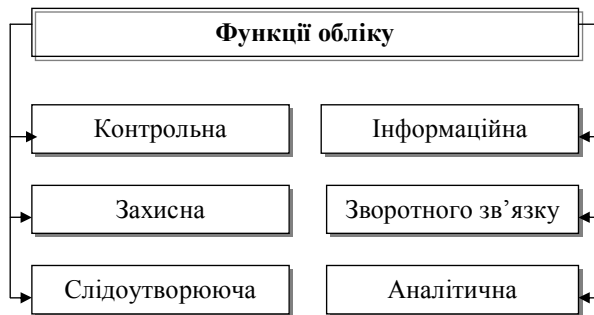 Функції обліку
Контрольна
Інформаційна
Захисна
Зворотного зв’язку
Слідоутворююча
Аналітична